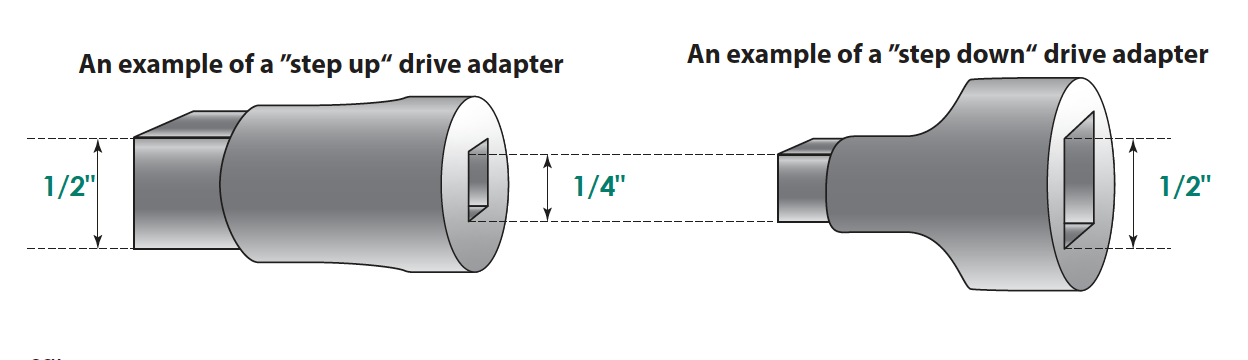 An example of a ”step up“ drive adapter
An example of a ”step down“ drive adapter
1/2"
1/4"
1/2"